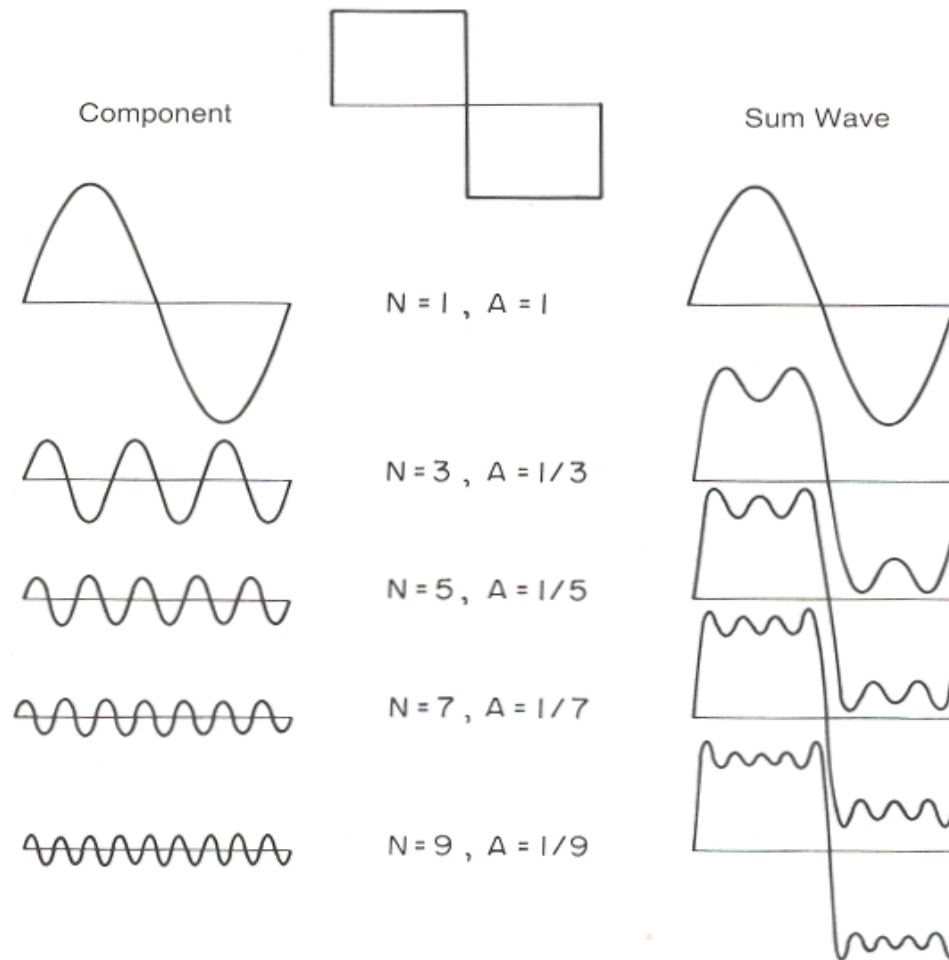 Component
Sum Wave
N = 1 , A = 1
N = 3 , A = 1/3
N = 5 , A = 1/5
N = 7 , A = 1/7
N = 9 , A = 1/9